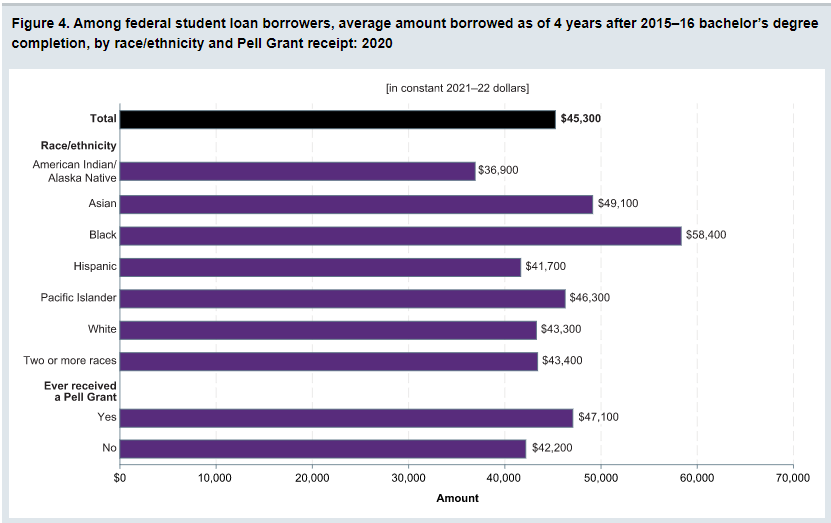 Figure 4. Among federal student loan borrowers, average amount borrowed as of 4 years after 2015–16 bachelor's degree
completion, by race/ethnicity and Pell Grant receipt: 2020
[in constant 2021–22 dollars]
Total $45,300
Race/ethnicity
American Indian/
Alaska Native $36,900
Asian $49,100
Black $58,400
Hispanic $41,700
Pacific Islander $46,300
White $43,300
Two or more races $43,400
Ever received
a Pell Grant
Yes $47,100
No $42,200
$0 10,000 20,000 30,000 40,000 50,000 60,000 70,000
Amount